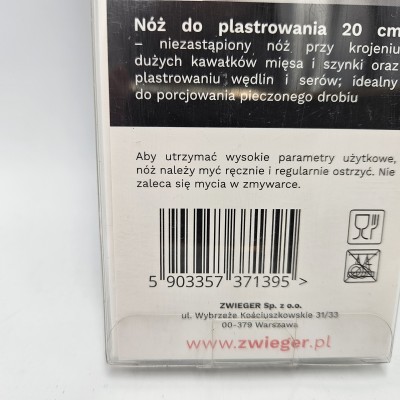 Nóż do plastrowania 20 cm
– niezastąpiony nóż przy krojeniu
dużych kawałków mięsa i szynki oraz
plastrowaniu wędlin i serów; idealny
do porcjowania pieczonego drobiu
Aby utrzymać wysokie parametry użytkowe,
nóż należy myć ręcznie i regularnie ostrzyć. Nie
zaleca się mycia w zmywarce.
5 903357 371395 >
ZWIEGER Sp. z o.o.
ul. Wybrzeże Kościuszkowskie 31/33
00-379 Warszawa
www.zwieger.pl